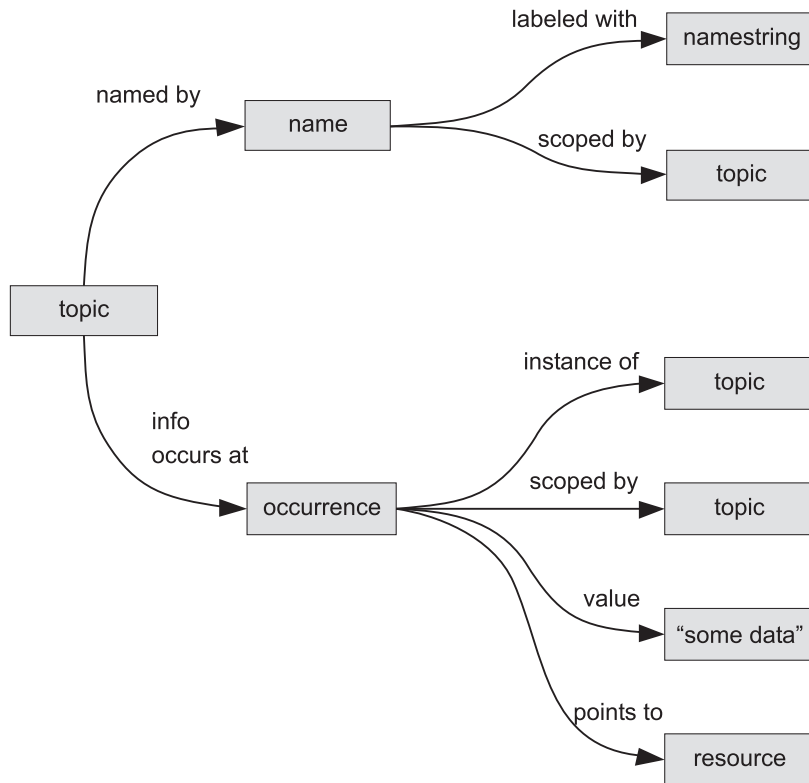 labeled with
namestring
named by
name
scoped by
topic
topic
instance of
topic
info
occurs at
scoped by
occurrence
topic
value
“some data”
points to
resource